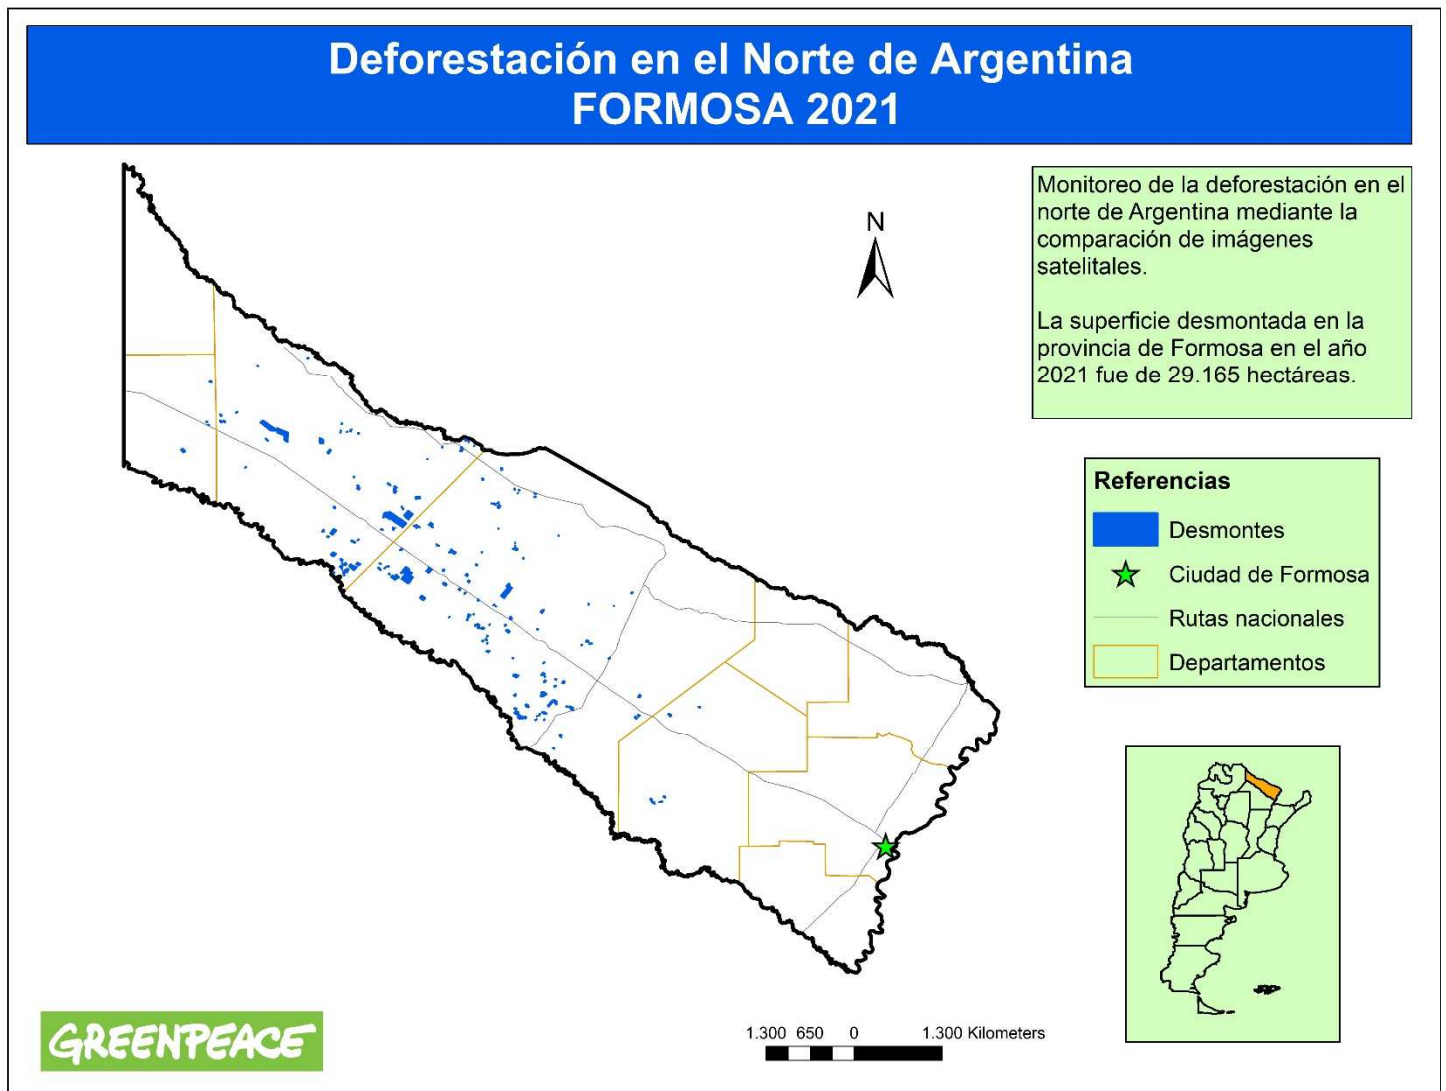 Deforestación en el Norte de Argentina
FORMOSA 2021
Monitoreo de la deforestación en el
norte de Argentina mediante la
comparación de imágenes
satelitales.
La superficie desmontada en la
provincia de Formosa en el año
2021 fue de 29.165 hectáreas.
N
Referencias
Desmontes
Ciudad de Formosa
Rutas nacionales
Departamentos
GREENPEACE
1.300 650 0 1.300 Kilometers